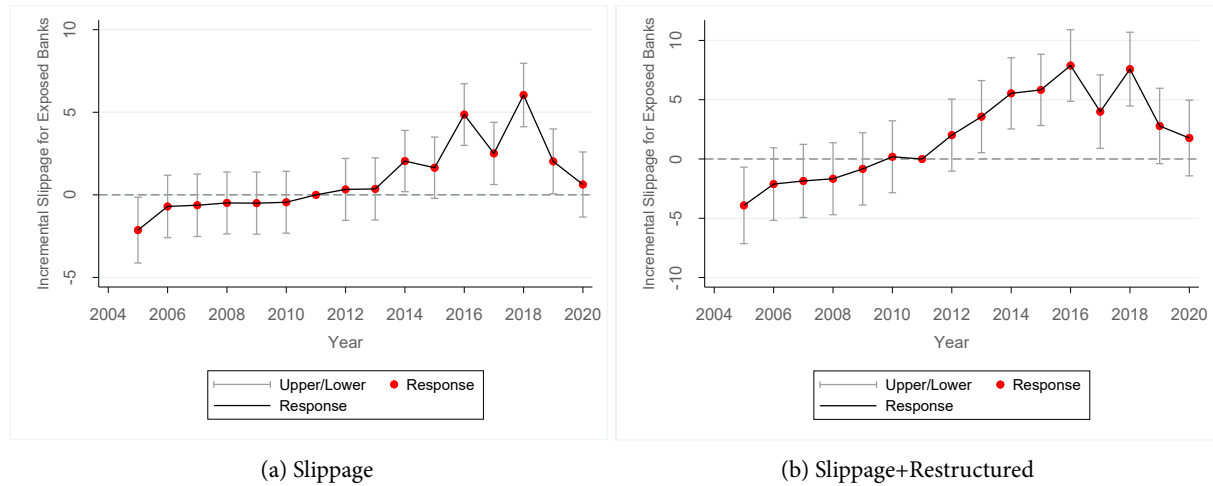 Incremental Slippage for Exposed Banks
10
5
0
-5
2004 2006 2008 2010 2012 2014 2016 2018 2020
Year
Upper/Lower Response
Response
(a) Slippage
Incremental Slippage for Exposed Banks
10
5
0
-5
-10
2004 2006 2008 2010 2012 2014 2016 2018 2020
Year
Upper/Lower Response
Response
(b) Slippage+Restructured